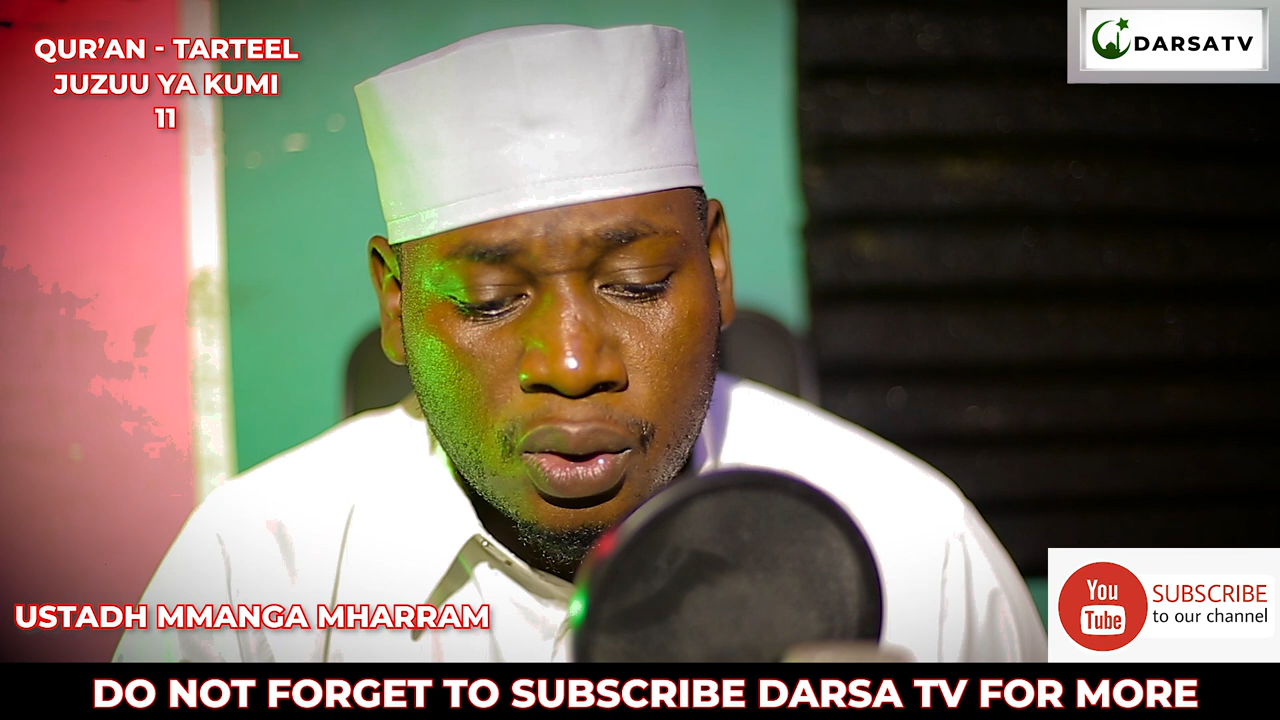 QUR'AN - TARTEEL
JUZUU YA KUMI
11
DARSATV
USTADH MMANGA MHARRAM
You
Tube
SUBSCRIBE
to our channel
DO NOT FORGET TO SUBSCRIBE DARSA TV FOR MORE